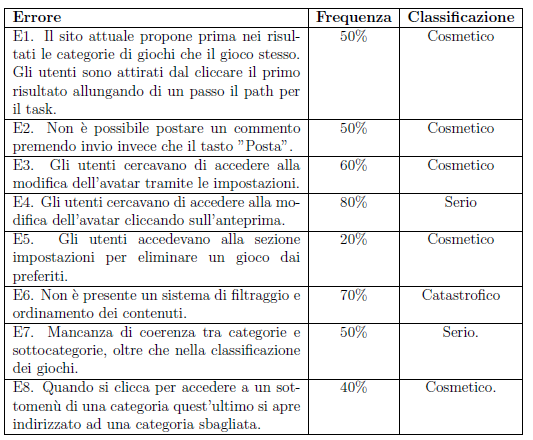 Errore Frequenza Classificazione
E1. Il sito attuale propone prima nei risul- 50% Cosmetico
tati le categorie di giochi che il gioco stesso.
Gli utenti sono attirati dal cliccare il primo
risultato allungando di un passo il path per
il task.
E2. Non è possibile postare un commento 50% Cosmetico
premendo invio invece che il tasto ”Posta”.
E3. Gli utenti cercavano di accedere alla 60% Cosmetico
modifica dell'avatar tramite le impostazioni.
E4. Gli utenti cercavano di accedere alla mo- 80% Serio
difica dell'avatar cliccando sull'anteprima.
E5. Gli utenti accedevano alla sezione 20% Cosmetico
impostazioni per eliminare un gioco dai
preferiti.
E6. Non è presente un sistema di filtraggio e 70% Catastrofico
ordinamento dei contenuti.
E7. Mancanza di coerenza tra categorie e 50% Serio.
sottocategorie, oltre che nella classificazione
dei giochi.
E8. Quando si clicca per accedere a un sot- 40% Cosmetico.
tomenù di una categoria quest'ultimo si apre
indirizzato ad una categoria sbagliata.